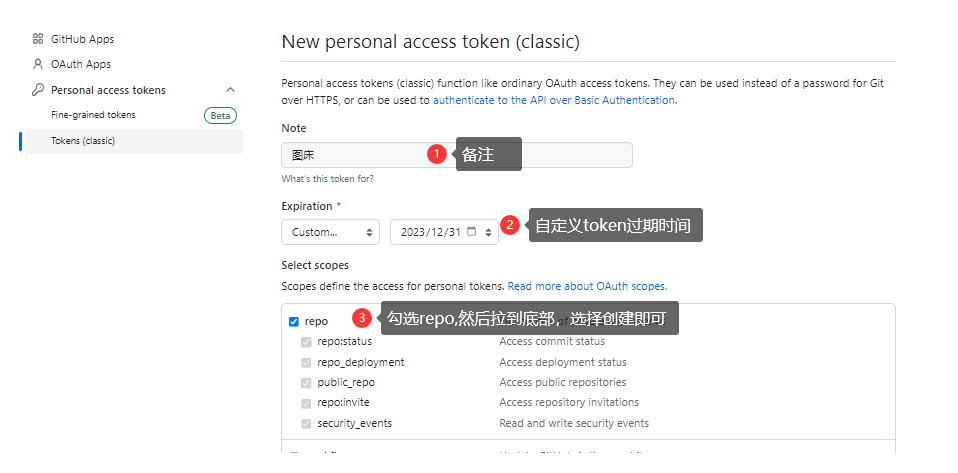 GitHub Apps
OAuth Apps
Personal access tokens
Fine-grained tokens Beta
Tokens (classic)
New personal access token (classic)
Personal access tokens (classic) function like ordinary OAuth access tokens. They can be used instead of a password for Git
over HTTPS, or can be used to authenticate to the API over Basic Authentication.
Note
图床
1 备注
What's this token for?
Expiration *
Custom... 2023/12/31
2 自定义token过期时间
Select scopes
Scopes define the access for personal tokens. Read more about OAuth scopes.
repo
3 勾选repo,然后拉到底部，选择创建即可
repo:status Access commit status
repo_deployment Access deployment status
public_repo Access public repositories
repo:invite Access repository invitations
security_events Read and write security events